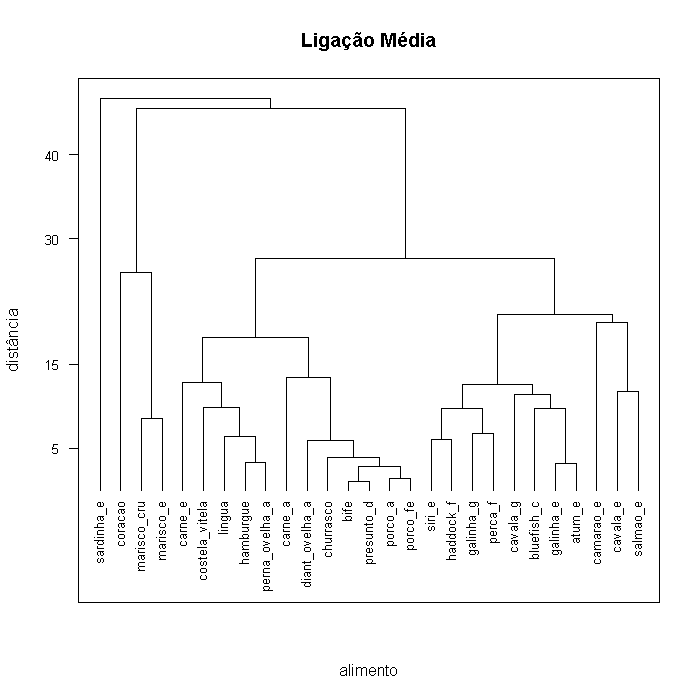 Ligação Média
distância
40
30
15
5
sardinha_e
coracao
marisco_cru
marisco_e
carne_e
costela_vitela
lingua
hamburgue
perna_ovelha_a
carne_a
diant_ovelha_a
churrasco
bife
presunto_d
porco_a
porco_fe
siri_e
haddock_f
galinha_g
perca_f
cavala_g
bluefish_c
galinha_e
atum_e
camarao_e
cavala_e
salmao_e
alimento